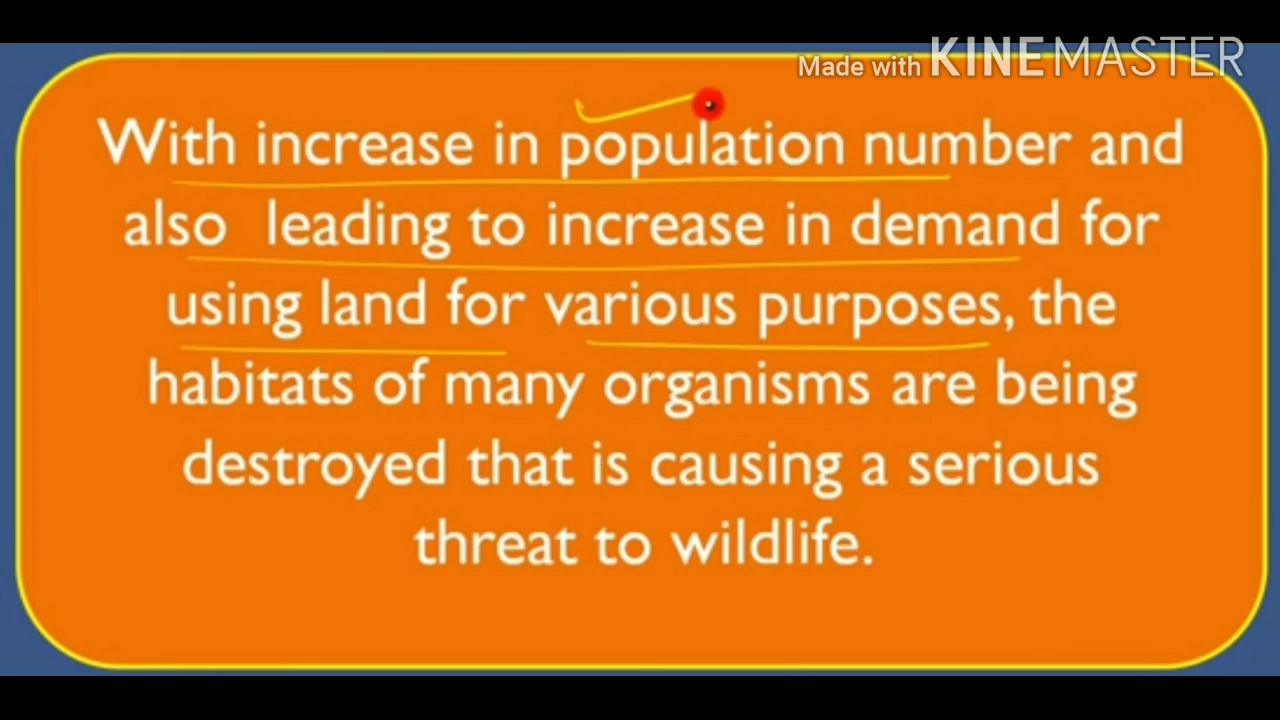 Made with KINEMASTER
With increase in population number and
also leading to increase in demand for
using land for various purposes, the
habitats of many organisms are being
destroyed that is causing a serious
threat to wildlife.